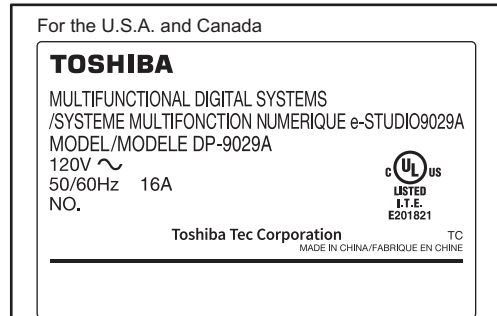 For the U.S.A. and Canada
TOSHIBA
MULTIFUNCTIONAL DIGITAL SYSTEMS
/SYSTEME MULTIFONCTION NUMERIQUE e-STUDIO9029A
MODEL/MODELE DP-9029A
120V ～
50/60Hz 16A
NO.
C UL US
LISTED
I.T.E.
E201821
Toshiba Tec Corporation TC
MADE IN CHINA/FABRIQUE EN CHINE